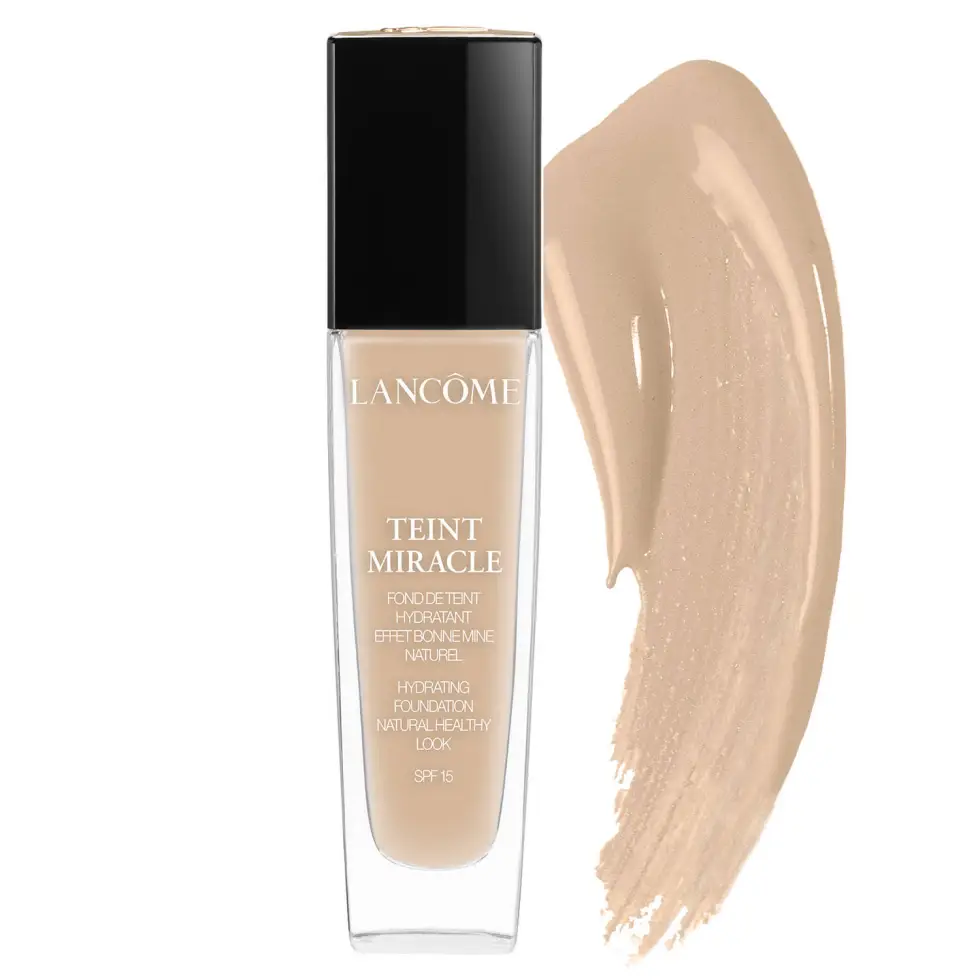 LANCÔME
TEINT
MIRACLE
FOND DE TEINT
HYDRATANT
EFFET BONNE MINE
NATUREL
HYDRATING
FOUNDATION
NATURAL HEALTHY
LOOK
SPF 15